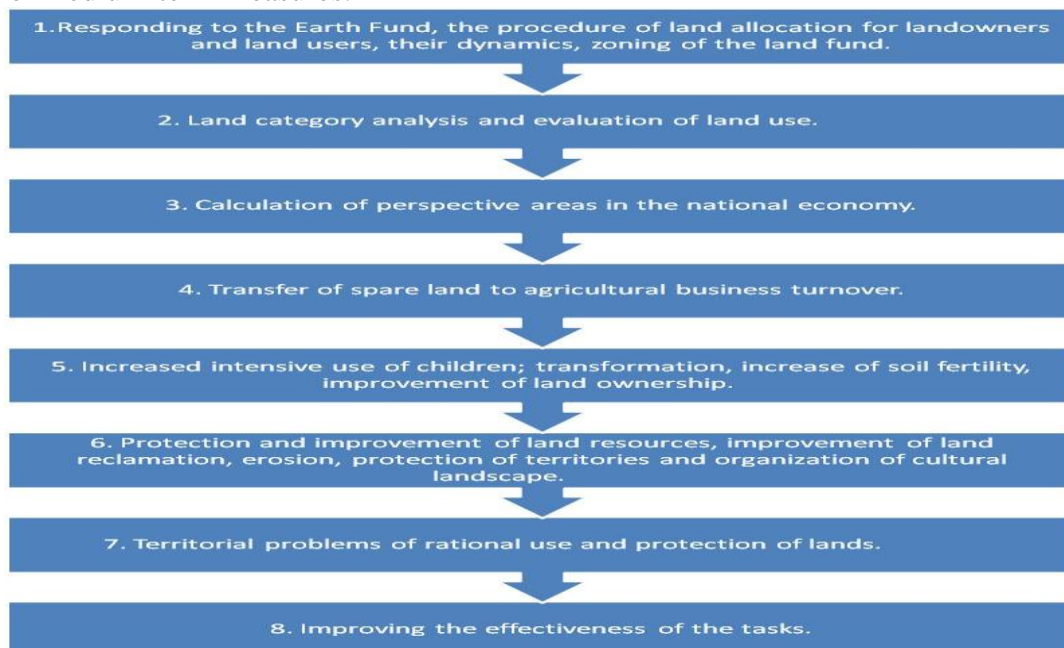 1.Responding to the Earth Fund, the procedure of land allocation for landowners
and land users, their dynamics, zoning of the land fund.
2. Land category analysis and evaluation of land use.
3. Calculation of perspective areas in the national economy.
4. Transfer of spare land to agricultural business turnover.
5. Increased intensive use of children; transformation, increase of soil fertility,
improvement of land ownership.
6. Protection and improvement of land resources, improvement of land
reclamation, erosion, protection of territories and organization of cultural
landscape.
7. Territorial problems of rational use and protection of lands.
8. Improving the effectiveness of the tasks.